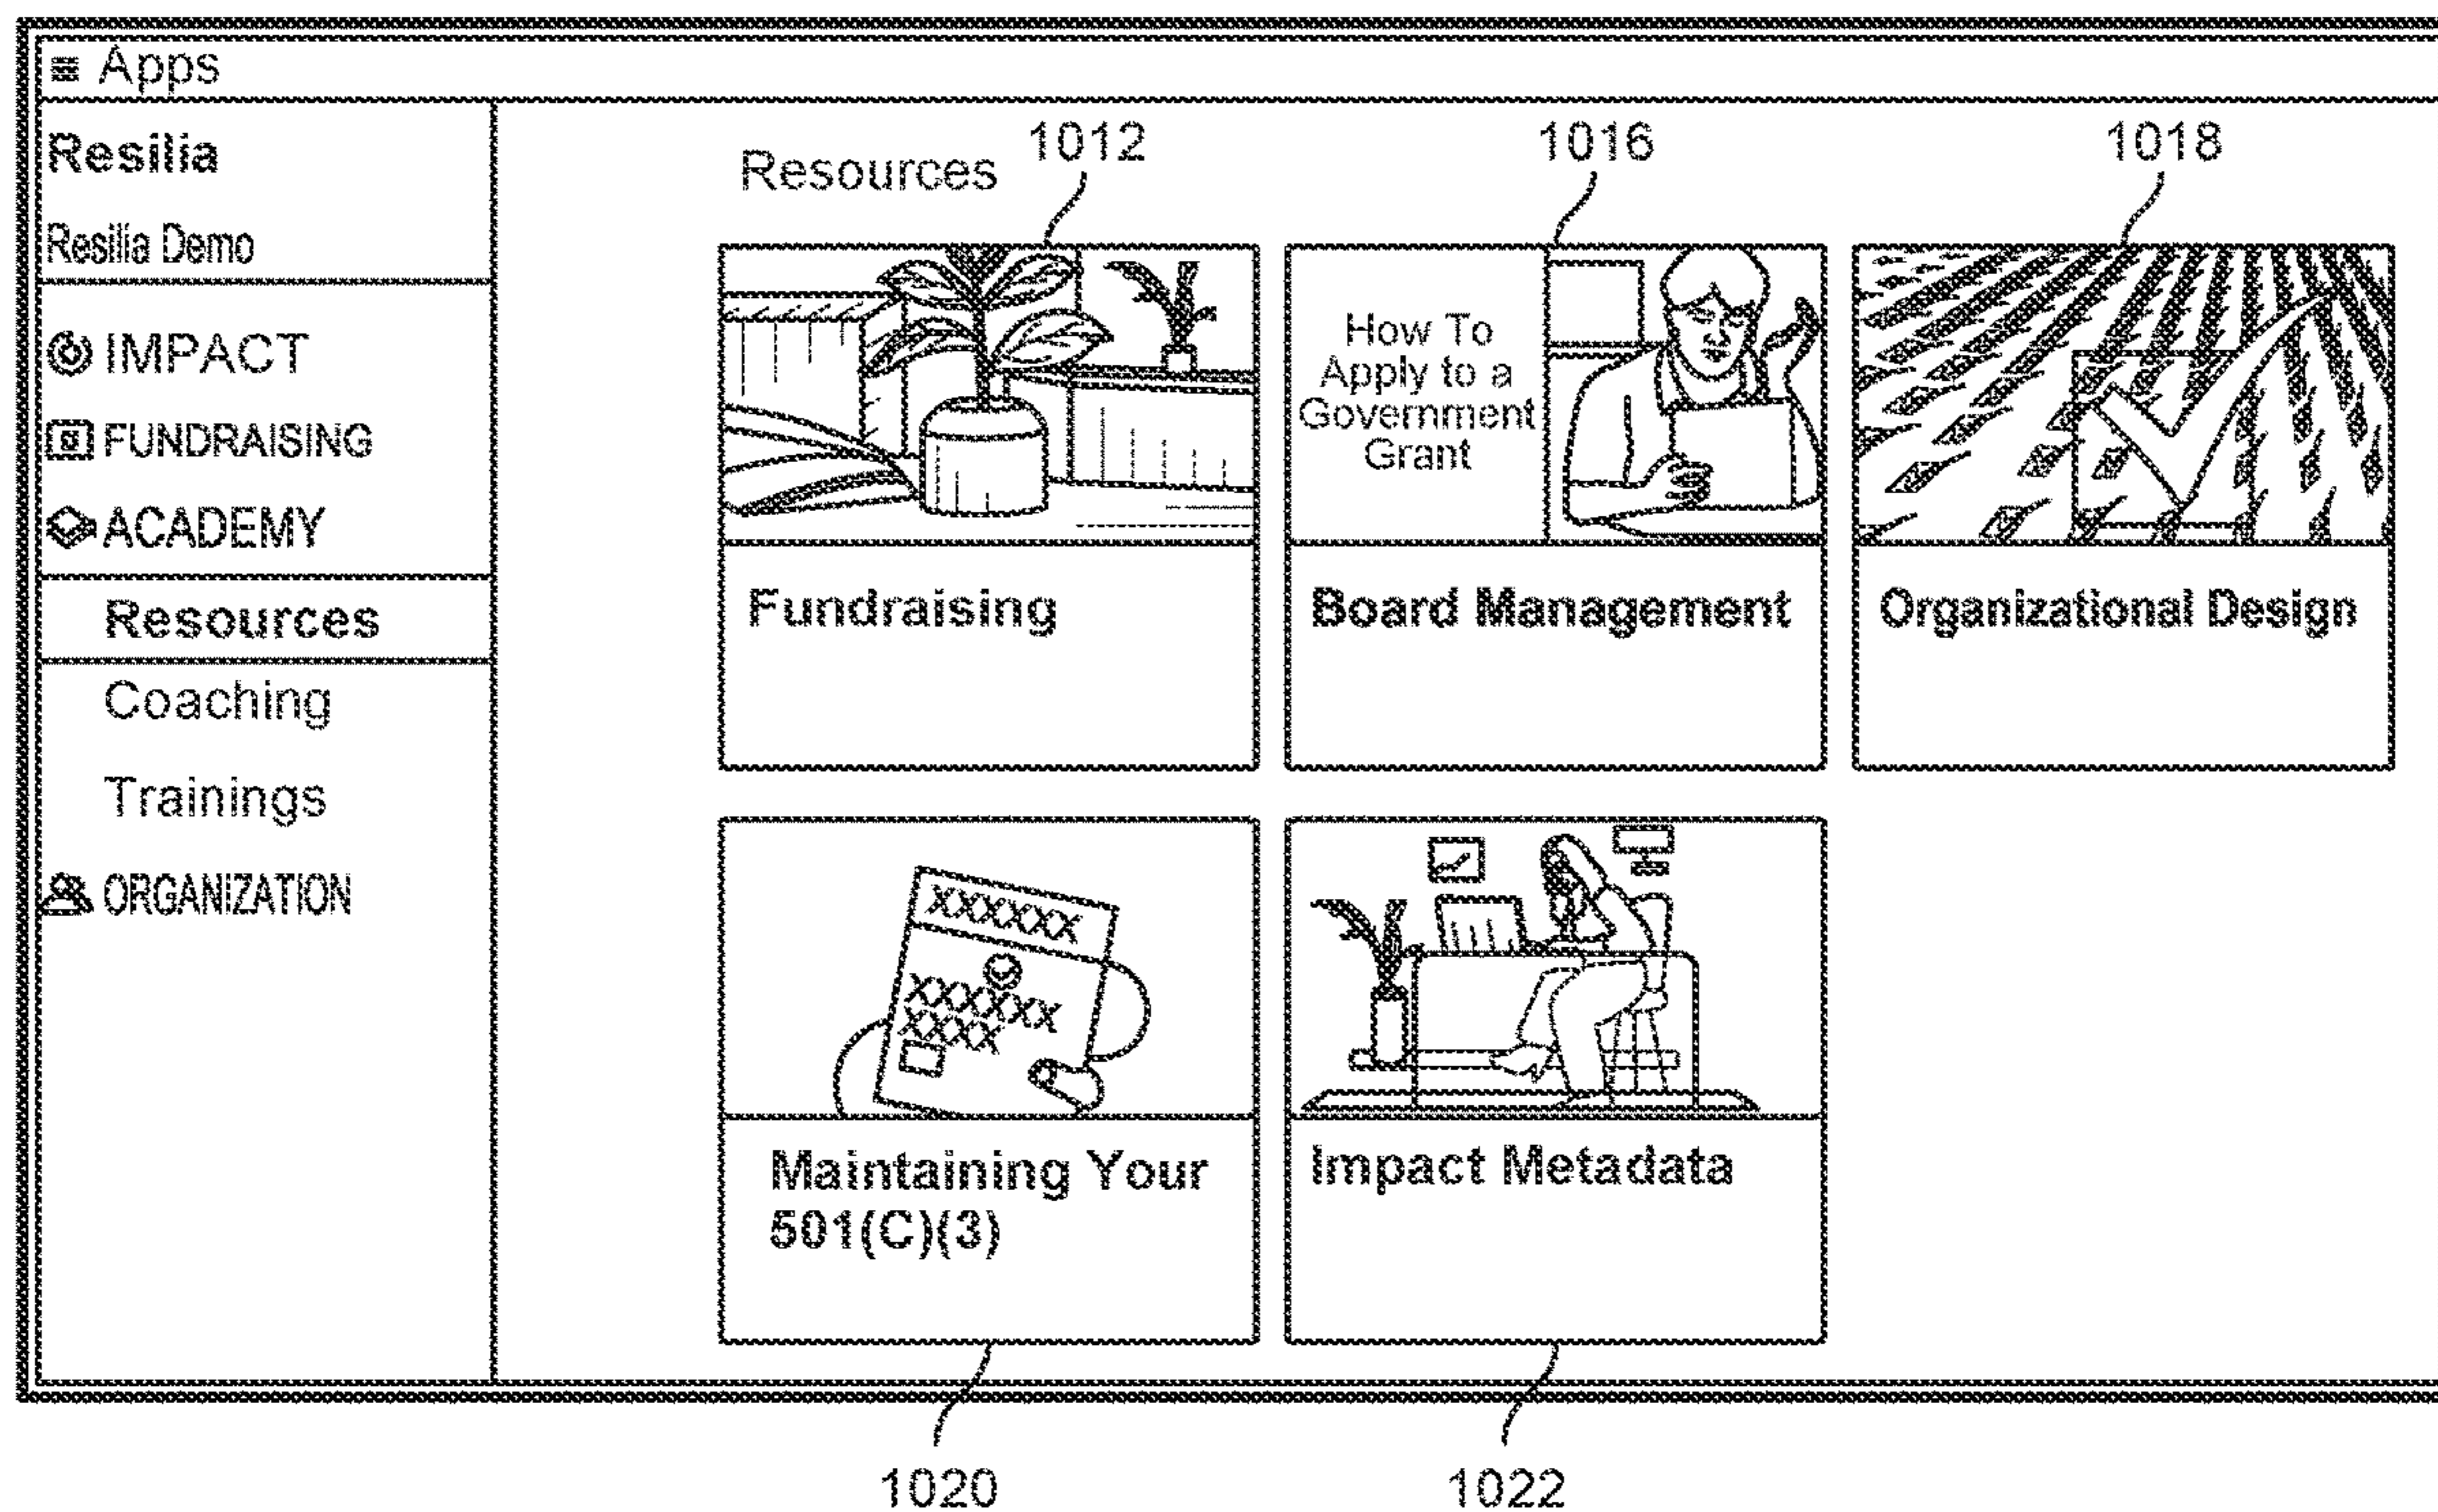 Apps
Resilia
Resilia Demo
IMPACT
FUNDRAISING
ACADEMY
Resources
Coaching
Trainings
ORGANIZATION
Resources
1012
1016
1018
How To
Apply to a
Government
Grant
Fundraising
Board Management
Organizational Design
XXXXXX
XXXXXX
XXXX
Maintaining Your
501(C)(3)
Impact Metadata
1020
1022